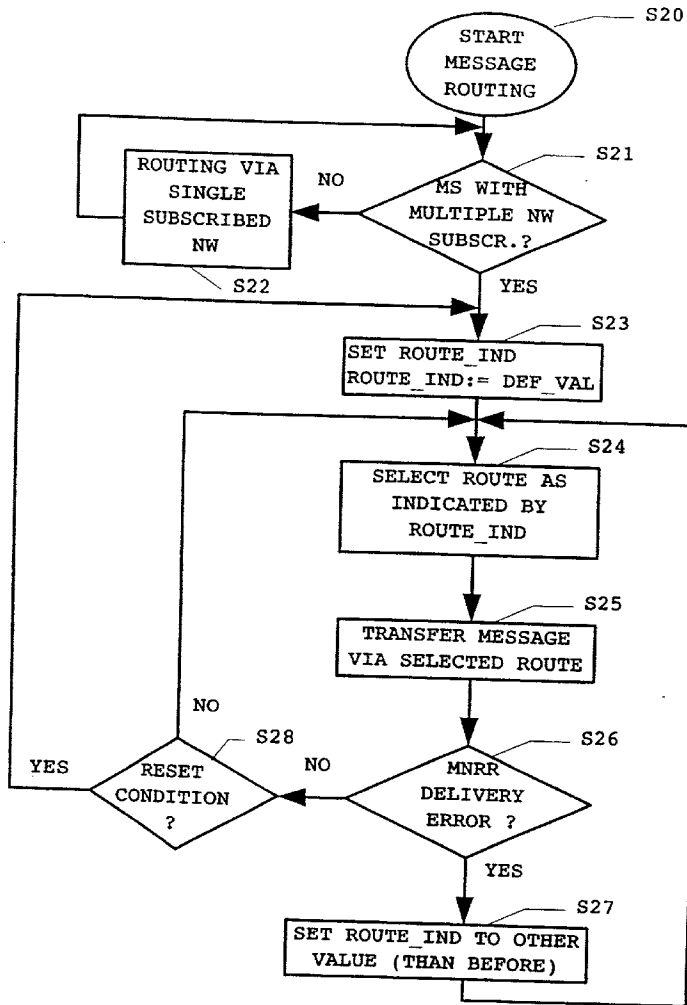 S20
START
MESSAGE
ROUTING
S21
ROUTING VIA
SINGLE
SUBSCRIBED
NW
NO
MS WITH
MULTIPLE NW
SUBSCR.?
S22
YES
S23
SET ROUTE_IND
ROUTE_IND:= DEF_VAL
S24
SELECT ROUTE AS
INDICATED BY
ROUTE_IND
S25
TRANSFER MESSAGE
VIA SELECTED ROUTE
NO
S28
S26
YES
RESET
CONDITION
?
NO
MNRR
DELIVERY
ERROR ?
YES
S27
SET ROUTE_IND TO OTHER
VALUE (THAN BEFORE)